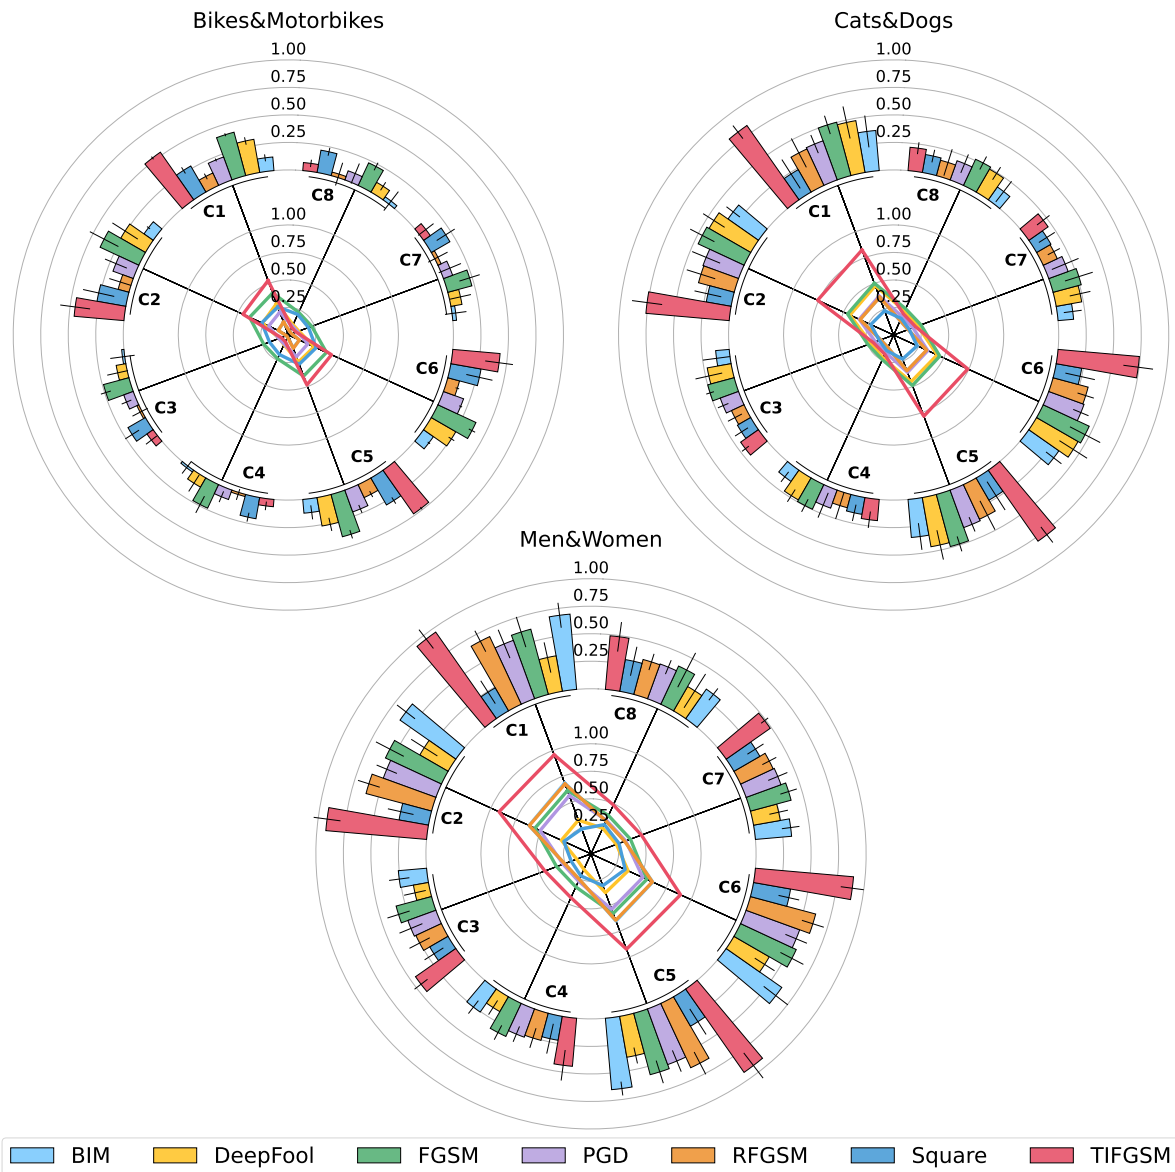 Bikes&Motorbikes
1.00
0.75
0.50
0.25
C8
C1
C7
1.00
0.75
0.50
0.25
C2
C6
C3
C5
C4
Cats&Dogs
1.00
0.75
0.50
0.25
C8
C1
C7
1.00
0.75
0.50
0.25
C2
C6
C3
C5
C4
Men&Women
1.00
0.75
0.50
0.25
C8
C1
C7
1.00
0.75
0.50
0.25
C2
C6
C3
C5
C4
BIM DeepFool FGSM PGD RFGSM Square TIFGSM